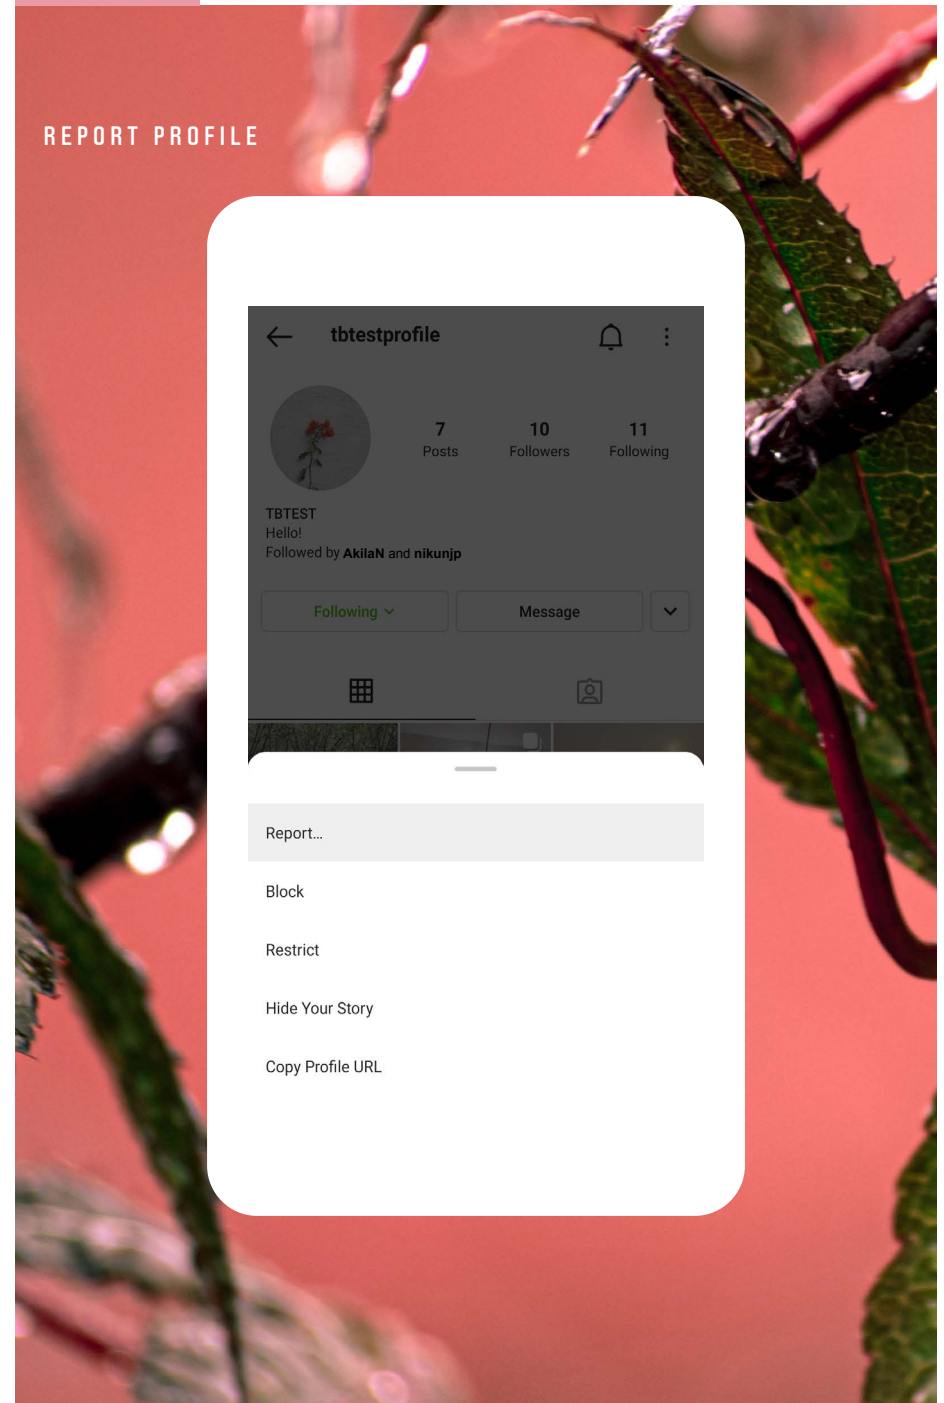 REPORT PROFILE
tbtestprofile
7 10 11
Posts Followers Following
TBTEST
Hello!
Followed by AkilaN and nikunjp
Following Message
Report...
Block
Restrict
Hide Your Story
Copy Profile URL